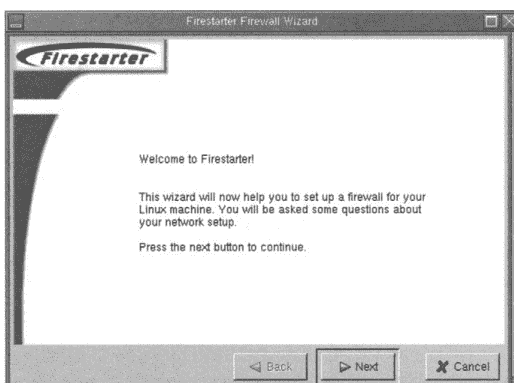 Firestarter Firewall Wizard
Firestarter
Welcome to Firestarter!
This wizard will now help you to set up a firewall for your
Linux machine. You will be asked some questions about
your network setup.
Press the next button to continue.
Back
Next
Cancel